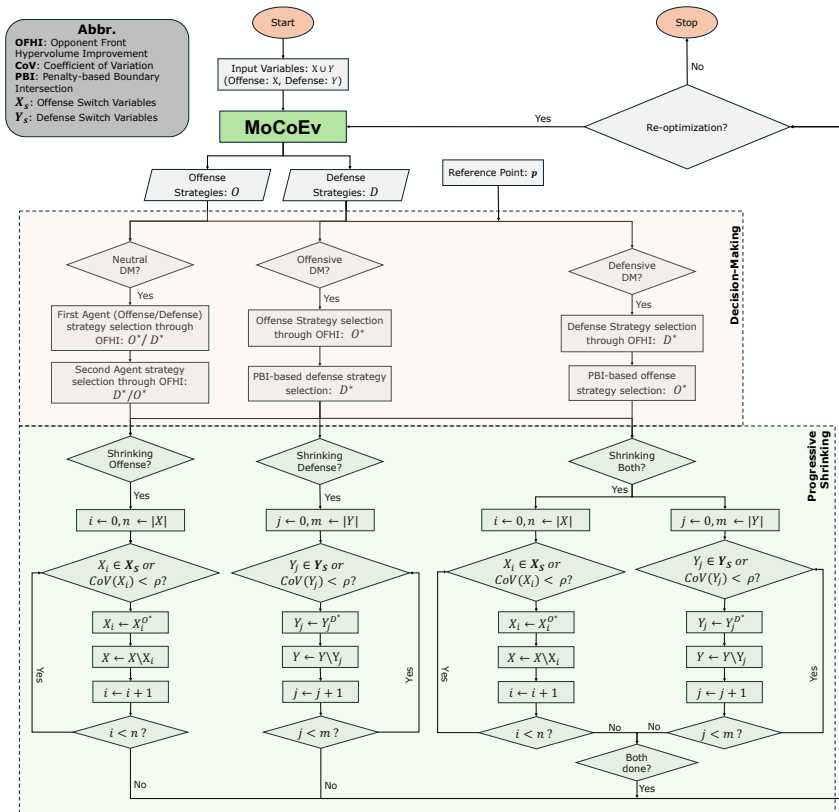 Abbr.
OFHI: Opponent Front
Hypervolume Improvement
CoV: Coefficient of Variation
PBI: Penalty-based Boundary
Intersection
X_s: Offense Switch Variables
Y_s: Defense Switch Variables
Start
Stop
Input Variables: X ∪ Y
(Offense: X, Defense: Y)
No
MoCoEv
Yes
Re-optimization?
Offense
Strategies: O
Defense
Strategies: D
Reference Point: p
Decision-Making
Neutral
DM?
Offensive
DM?
Defensive
DM?
Yes
Yes
Yes
First Agent (Offense/Defense)
strategy selection through
OFHI: O*/ D*
Offense Strategy selection
through OFHI: O*
Defense Strategy selection
through OFHI: D*
Second Agent strategy
selection through OFHI:
D*/O*
PBI-based defense strategy
selection: D*
PBI-based offense
strategy selection: O*
Progressive
Shrinking
Shrinking
Offense?
Shrinking
Defense?
Shrinking
Both?
Yes
Yes
Yes
i ← 0, n ← |X|
j ← 0, m ← |Y|
i ← 0, n ← |X|
j ← 0, m ← |Y|
X_i ∈ X_S or
CoV(X_i) < ρ?
Y_j ∈ Y_S or
CoV(Y_j) < ρ?
X_i ∈ X_S or
CoV(X_i) < ρ?
Y_j ∈ Y_S or
CoV(Y_j) < ρ?
X_i ← X_i^{O*}
Y_j ← Y_j^{D*}
X_i ← X_i^{O*}
Y_j ← Y_j^{D*}
X ← X\X_i
Y ← Y\Y_j
X ← X\X_i
Y ← Y\Y_j
Yes
Yes
Yes
Yes
i ← i + 1
j ← j + 1
i ← i + 1
j ← j + 1
i < n ?
j < m ?
i < n ?
No
No
j < m ?
Both
done?
No
No
Yes